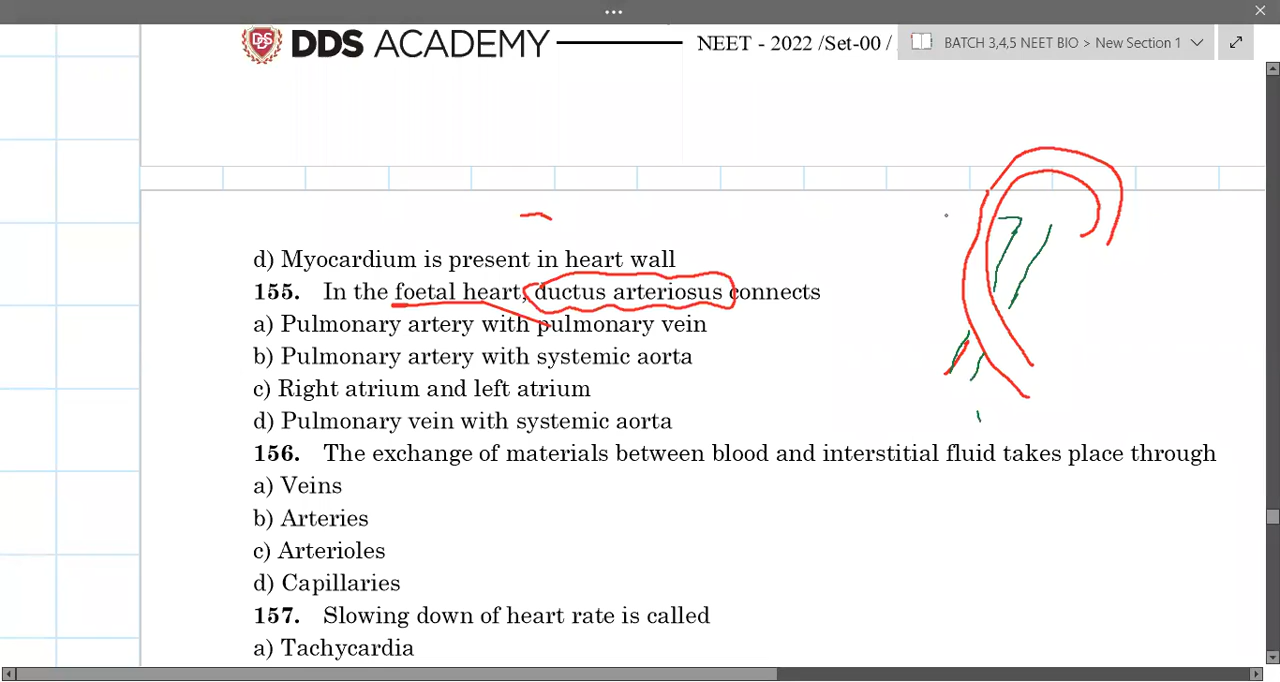 DDS ACADEMY NEET - 2022 /Set-00 / BATCH 3,4,5 NEET BIO > New Section 1
d) Myocardium is present in heart wall
155. In the foetal heart, ductus arteriosus connects
a) Pulmonary artery with pulmonary vein
b) Pulmonary artery with systemic aorta
c) Right atrium and left atrium
d) Pulmonary vein with systemic aorta
156. The exchange of materials between blood and interstitial fluid takes place through
a) Veins
b) Arteries
c) Arterioles
d) Capillaries
157. Slowing down of heart rate is called
a) Tachycardia